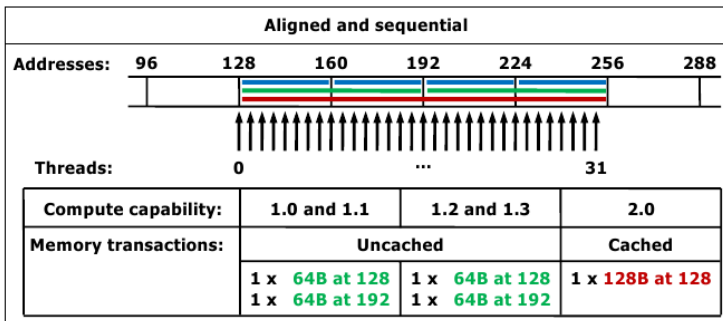 Aligned and sequential
Addresses: 96 128 160 192 224 256 288
Threads: 0 ... 31
Compute capability: 1.0 and 1.1 1.2 and 1.3 2.0
Memory transactions: Uncached Cached
1 x 64B at 128 1 x 64B at 128 1 x 128B at 128
1 x 64B at 192 1 x 64B at 192